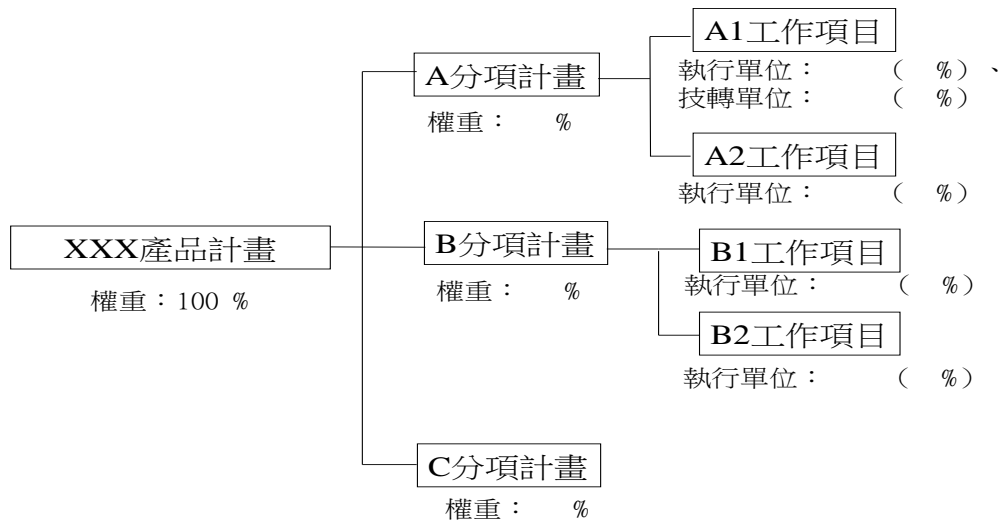 A1工作項目
執行單位： （ %）、
技轉單位： （ %）
A分項計畫
權重： %
A2工作項目
執行單位： （ %）
XXX產品計畫
權重：100 %
B分項計畫
權重： %
B1工作項目
執行單位： （ %）
B2工作項目
執行單位： （ %）
C分項計畫
權重： %